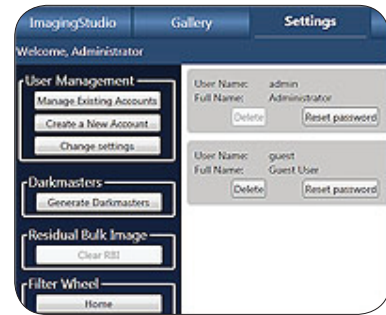 ImagingStudio Gallery Settings
Welcome, Administrator
User Management
Manage Existing Accounts
Create a New Account
Change settings
Darkmasters
Generate Darkmasters
Residual Bulk Image
Clear RBI
Filter Wheel
Home
User Name: admin
Full Name: Administrator
Delete Reset password
User Name: guest
Full Name: Guest User
Delete Reset password